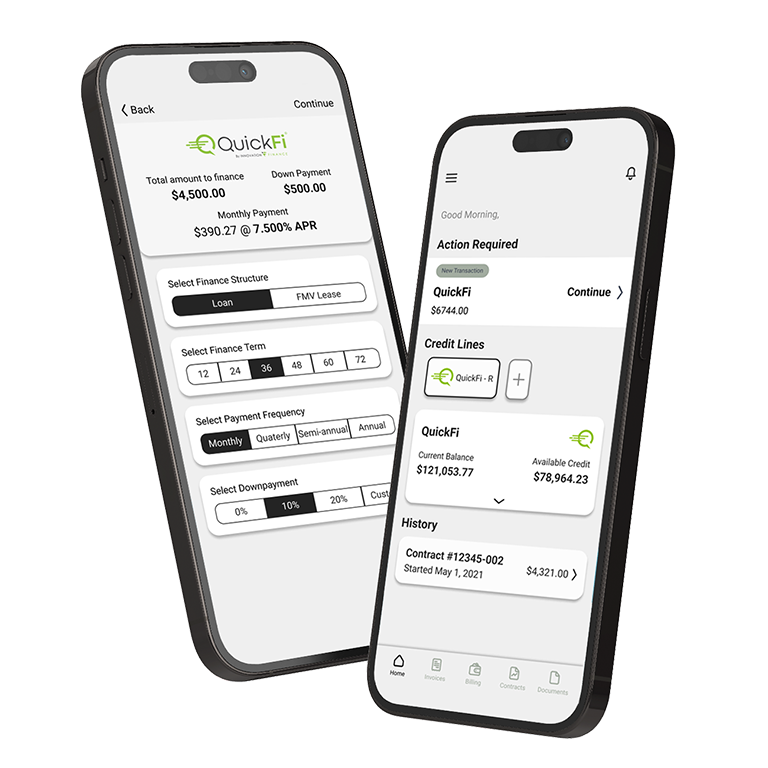 Back
Continue
QuickFi
BY INNOVATION FINANCE
Total amount to finance
$4,500.00
Down Payment
$500.00
Monthly Payment
$390.27 @ 7.500% APR
Select Finance Structure
Loan
FMV Lease
Select Finance Term
12 24 36 48 60 72
Select Payment Frequency
Monthly Quaterly Semi-annual Annual
Select Downpayment
0% 10% 20% Cust
Good Morning,
Action Required
New Transaction
QuickFi
$6744.00
Continue
Credit Lines
QuickFi - R
+
QuickFi
Current Balance
$121,053.77
Available Credit
$78,964.23
History
Contract #12345-002
Started May 1, 2021
$4,321.00
Home Invoices Billing Contracts Documents